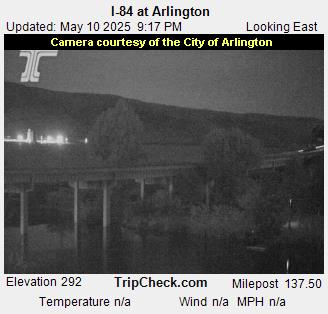 I-84 at Arlington
Updated: May 10 2025 9:17 PM Looking East
Camera courtesy of the City of Arlington
Elevation 292 TripCheck.com Milepost 137.50
Temperature n/a Wind n/a MPH n/a